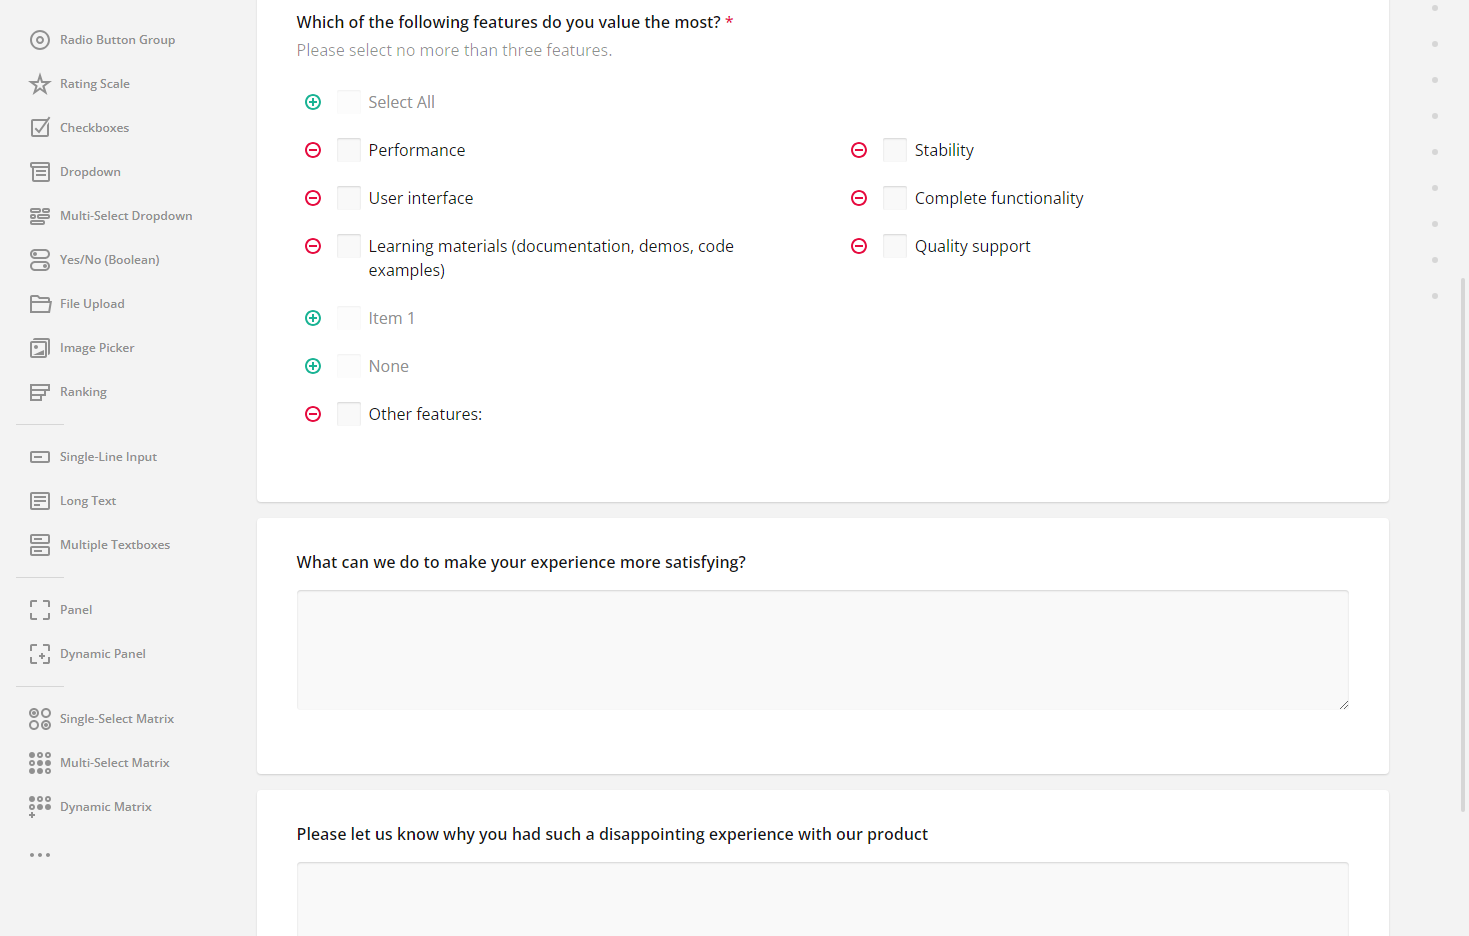 Radio Button Group
Rating Scale
Checkboxes
Dropdown
Multi-Select Dropdown
Yes/No (Boolean)
File Upload
Image Picker
Ranking
Single-Line Input
Long Text
Multiple Textboxes
Panel
Dynamic Panel
Single-Select Matrix
Multi-Select Matrix
Dynamic Matrix
Which of the following features do you value the most? *
Please select no more than three features.
Select All
Performance
Stability
User interface
Complete functionality
Learning materials (documentation, demos, code
examples)
Quality support
Item 1
None
Other features:
What can we do to make your experience more satisfying?
Please let us know why you had such a disappointing experience with our product